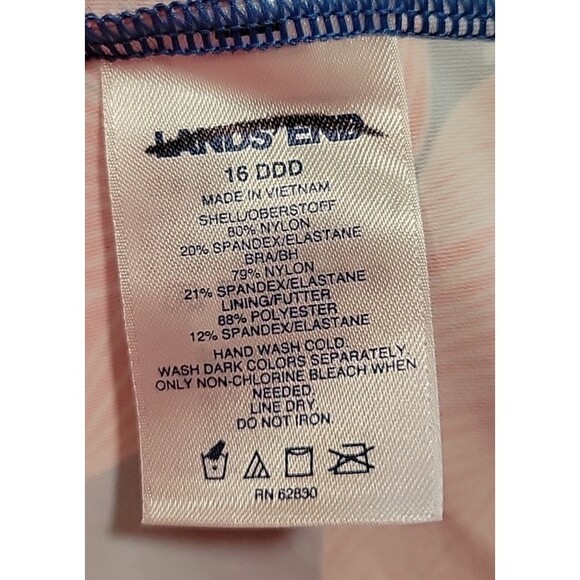 LANDS' END
16 DDD
MADE IN VIETNAM
SHELL/OBERSTOFF
80% NYLON
20% SPANDEX/ELASTANE
BRA/BH
79% NYLON
21% SPANDEX/ELASTANE
LINING/FUTTER
88% POLYESTER
12% SPANDEX/ELASTANE
HAND WASH COLD.
WASH DARK COLORS SEPARATELY.
ONLY NON-CHLORINE BLEACH WHEN
NEEDED.
LINE DRY.
DO NOT IRON.
RN 62830